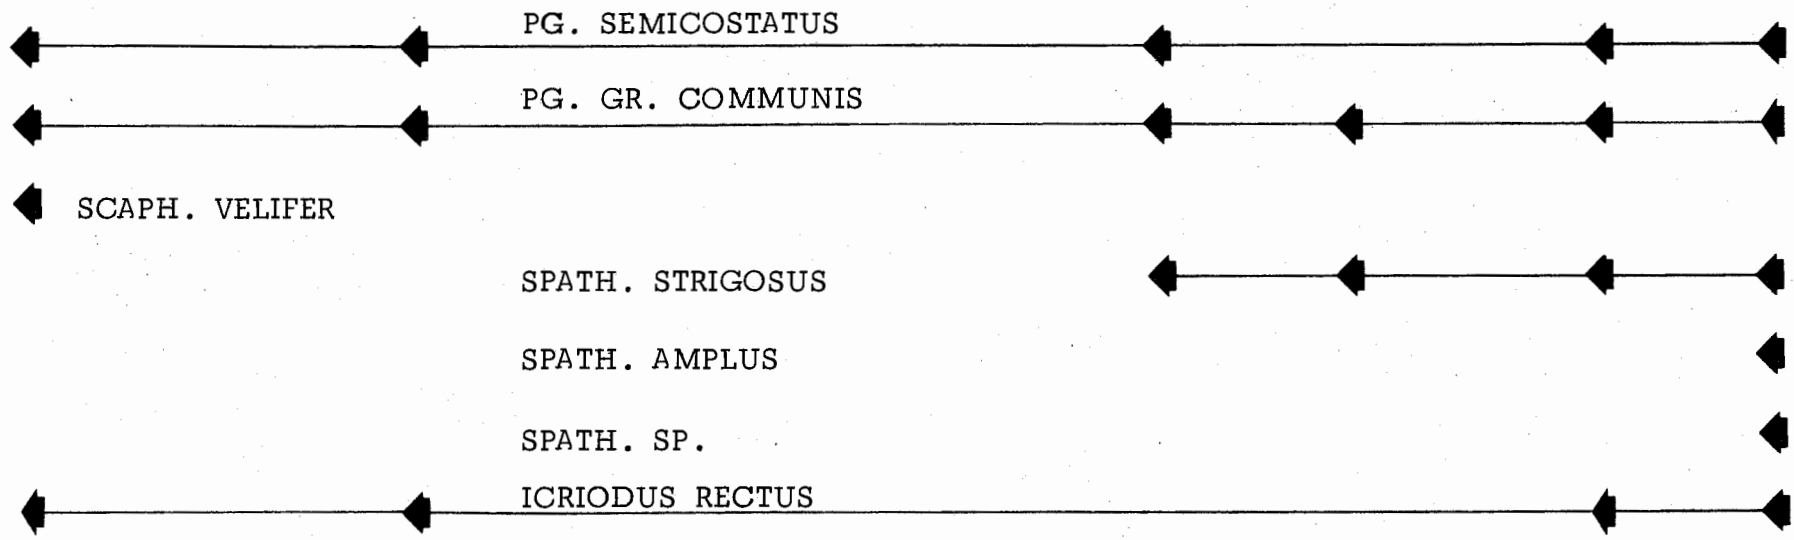 PG. SEMICOSTATUS
PG. GR. COMMUNIS
SCAPH. VELIFER
SPATH. STRIGOSUS
SPATH. AMPLUS
SPATH. SP.
ICRIODUS RECTUS